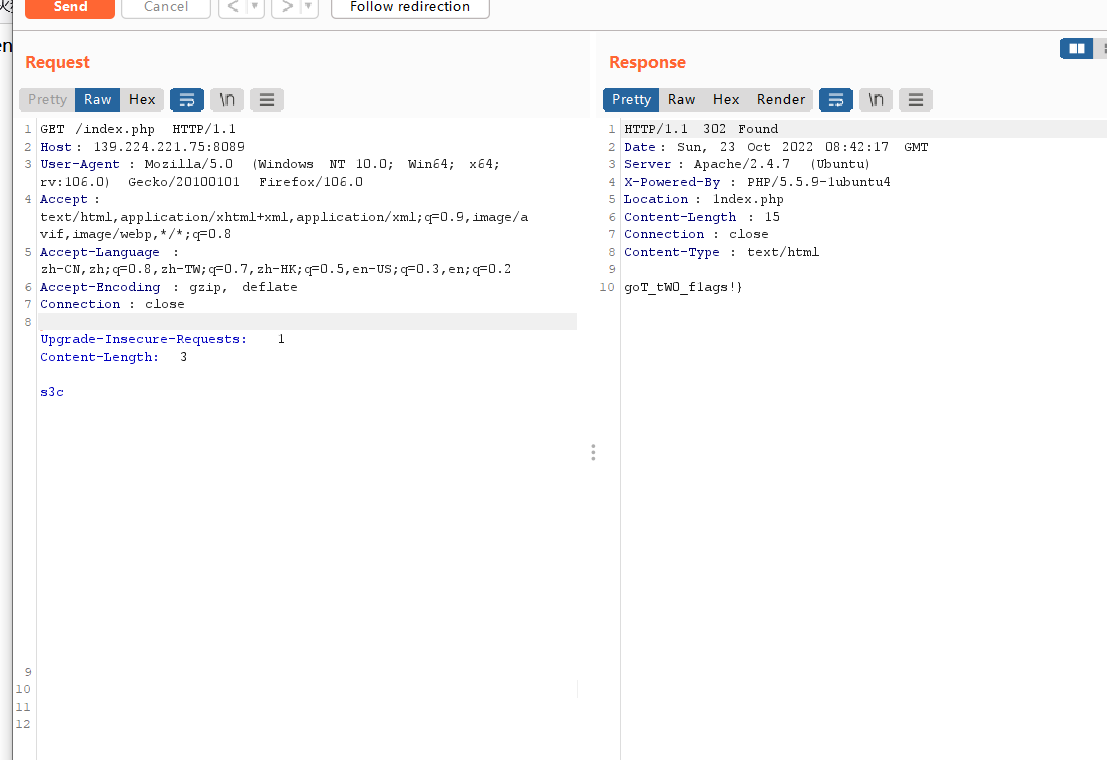 Send
Cancel
<
>
Follow redirection
en
Request
Response
Pretty
Raw
Hex
\n
Pretty
Raw
Hex
Render
\n
1 GET /index.php HTTP/1.1
2 Host: 139.224.221.75:8089
3 User-Agent : Mozilla/5.0 (Windows NT 10.0; Win64; x64;
rv:106.0) Gecko/20100101 Firefox/106.0
4 Accept :
text/html,application/xhtml+xml,application/xml;q=0.9,image/a
vif,image/webp,*/*;q=0.8
5 Accept-Language :
zh-CN,zh;q=0.8,zh-TW;q=0.7,zh-HK;q=0.5,en-US;q=0.3,en;q=0.2
6 Accept-Encoding : gzip, deflate
7 Connection : close
8
Upgrade-Insecure-Requests: 1
Content-Length: 3
s3c
9
10
11
12
1 HTTP/1.1 302 Found
2 Date: Sun, 23 Oct 2022 08:42:17 GMT
3 Server : Apache/2.4.7 (Ubuntu)
4 X-Powered-By : PHP/5.5.9-1ubuntu4
5 Location : 1ndex.php
6 Content-Length : 15
7 Connection : close
8 Content-Type : text/html
9
10 goT_tWO_f1ags!}